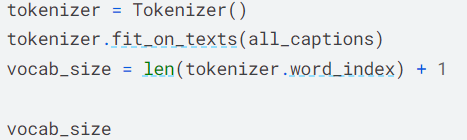 tokenizer = Tokenizer()
tokenizer.fit_on_texts(all_captions)
vocab_size = len(tokenizer.word_index) + 1
vocab_size